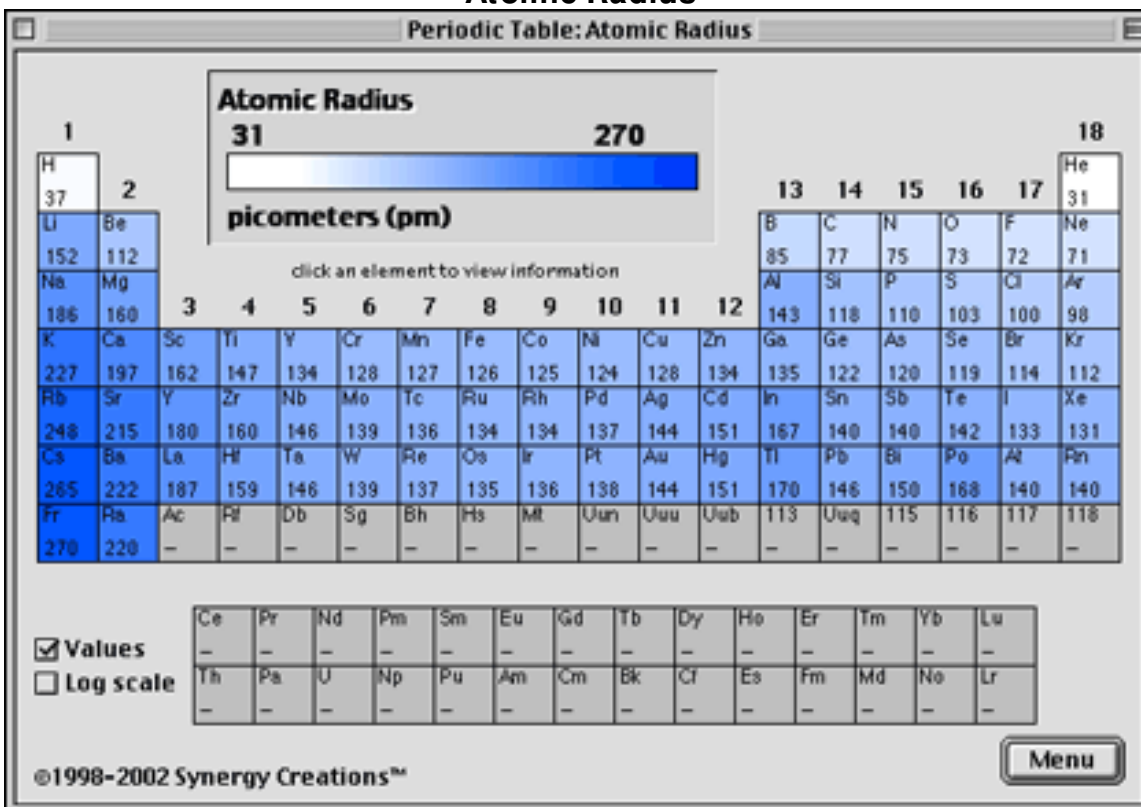 Atomic Radius
Periodic Table: Atomic Radius
Atomic Radius
31 270
picometers (pm)
click an element to view information
1 18
H He
37 2 13 14 15 16 17 31
Li Be B C N O F Ne
152 112 85 77 75 73 72 71
Na Mg Al Si P S Cl Ar
186 160 3 4 5 6 7 8 9 10 11 12 143 118 110 103 100 98
K Ca Sc Ti Y Cr Mn Fe Co Ni Cu Zn Ga Ge As Se Br Kr
227 197 162 147 134 128 127 126 125 124 128 134 135 122 120 119 114 112
Rb Sr Y Zr Nb Mo Tc Ru Rh Pd Ag Cd In Sn Sb Te I Xe
248 215 180 160 146 139 136 134 134 137 144 151 167 140 140 142 133 131
Cs Ba La Hf Ta W Re Os Ir Pt Au Hg Tl Pb Bi Po At Rn
265 222 187 159 146 139 137 135 136 138 144 151 170 146 150 168 140 140
Fr Ra Ac Rf Db Sg Bh Hs Mt Uun Uuu Uub 113 Uuq 115 116 117 118
270 220 – – – – – – – – – – – – – – – –
Ce Pr Nd Pm Sm Eu Gd Tb Dy Ho Er Tm Yb Lu
– – – – – – – – – – – – – –
Values
Th Pa U Np Pu Am Cm Bk Cf Es Fm Md No Lr
Log scale
– – – – – – – – – – – – – –
Menu
©1998-2002 Synergy Creations™